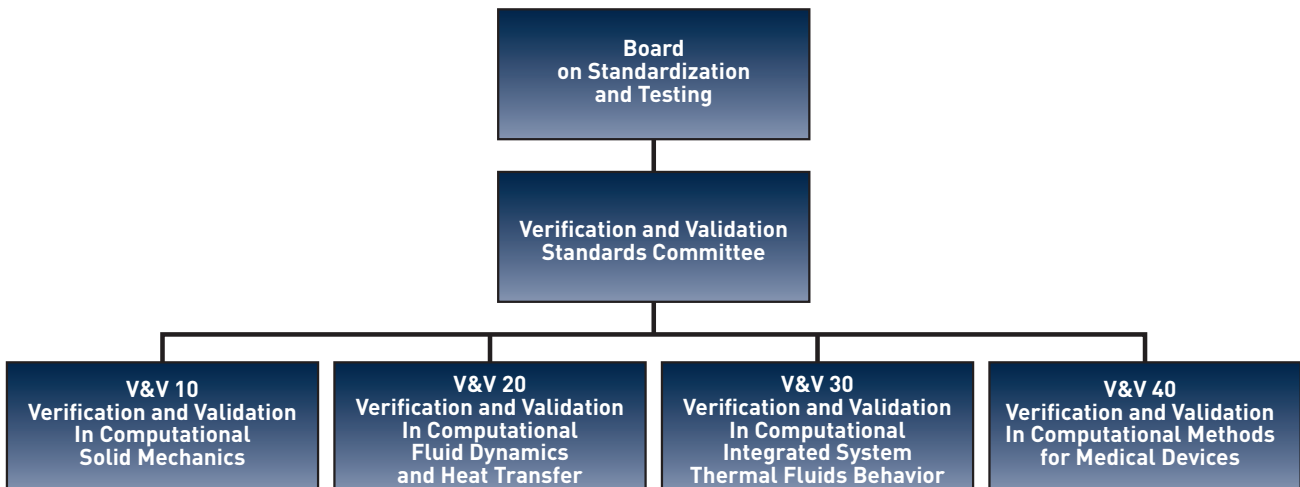 Board
on Standardization
and Testing
Verification and Validation
Standards Committee
V&V 10
Verification and Validation
In Computational
Solid Mechanics
V&V 20
Verification and Validation
In Computational
Fluid Dynamics
and Heat Transfer
V&V 30
Verification and Validation
In Computational
Integrated System
Thermal Fluids Behavior
V&V 40
Verification and Validation
In Computational Methods
for Medical Devices